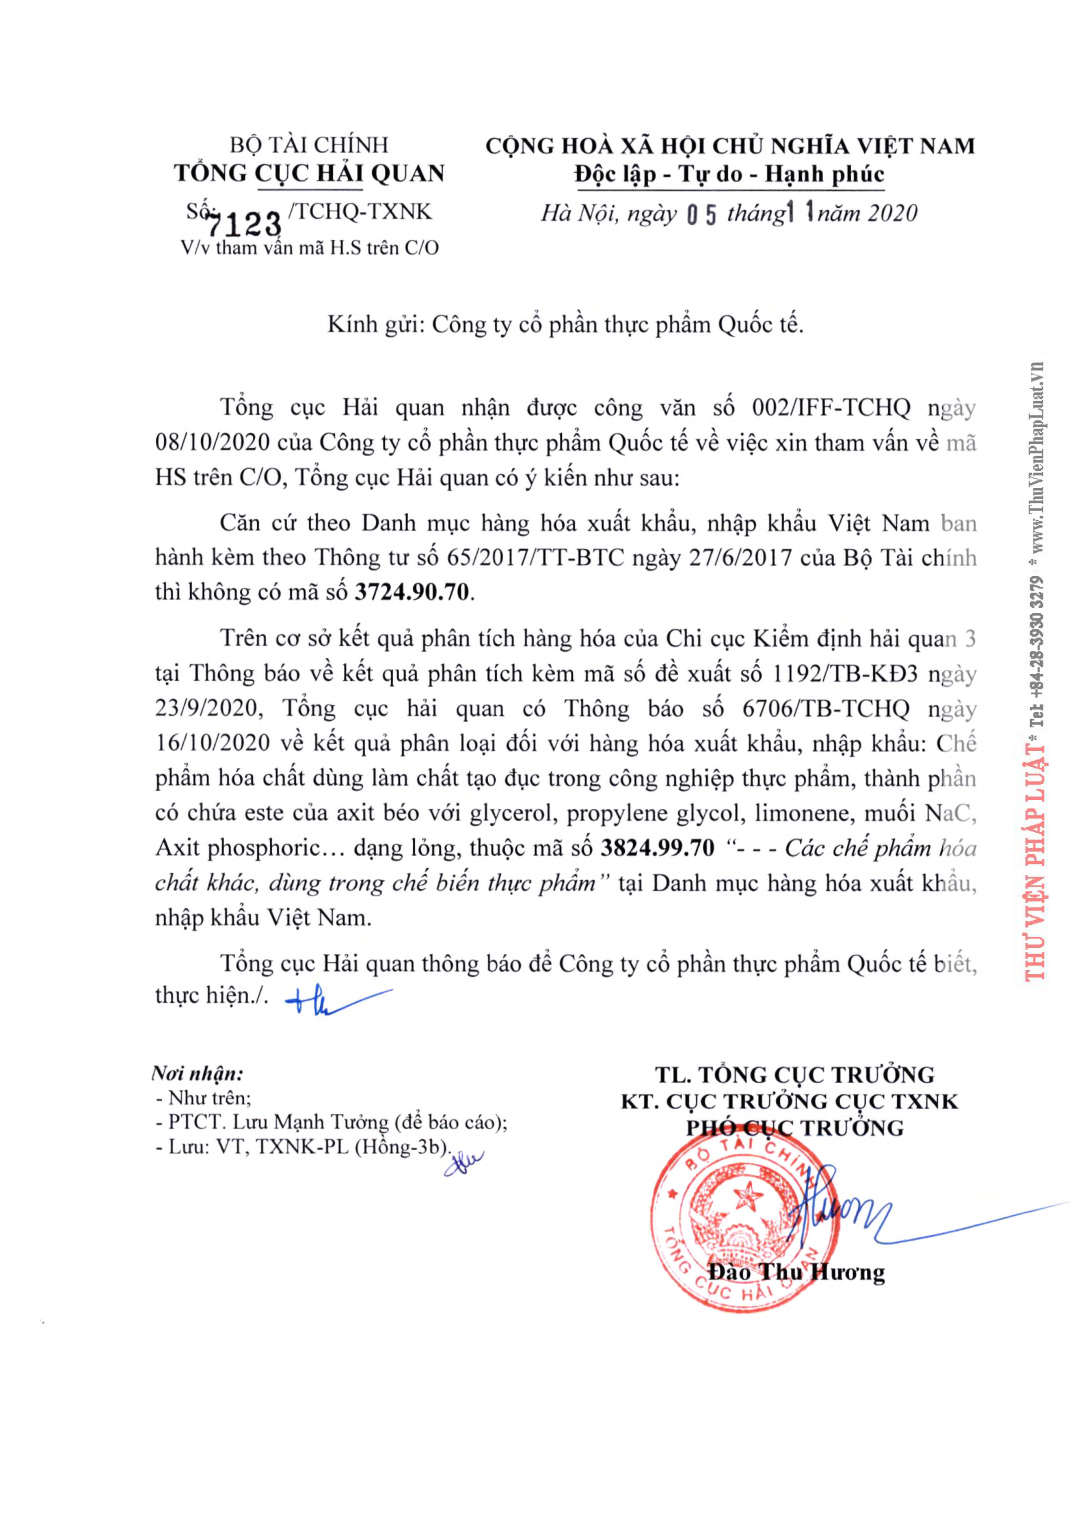 BỘ TÀI CHÍNH
TỔNG CỤC HẢI QUAN
Số: 7123 /TCHQ-TXNK
V/v tham vấn mã H.S trên C/O
CỘNG HOÀ XÃ HỘI CHỦ NGHĨA VIỆT NAM
Độc lập - Tự do - Hạnh phúc
Hà Nội, ngày 05 tháng 11 năm 2020
Kính gửi: Công ty cổ phần thực phẩm Quốc tế.
Tổng cục Hải quan nhận được công văn số 002/IFF-TCHQ ngày
08/10/2020 của Công ty cổ phần thực phẩm Quốc tế về việc xin tham vấn về mã
HS trên C/O, Tổng cục Hải quan có ý kiến như sau:
Căn cứ theo Danh mục hàng hóa xuất khẩu, nhập khẩu Việt Nam ban
hành kèm theo Thông tư số 65/2017/TT-BTC ngày 27/6/2017 của Bộ Tài chính
thì không có mã số 3724.90.70.
Trên cơ sở kết quả phân tích hàng hóa của Chi cục Kiểm định hải quan 3
tại Thông báo về kết quả phân tích kèm mã số đề xuất số 1192/TB-KĐ3 ngày
23/9/2020, Tổng cục hải quan có Thông báo số 6706/TB-TCHQ ngày
16/10/2020 về kết quả phân loại đối với hàng hóa xuất khẩu, nhập khẩu: Chế
phẩm hóa chất dùng làm chất tạo đục trong công nghiệp thực phẩm, thành phần
có chứa este của axit béo với glycerol, propylene glycol, limonene, muối NaC,
Axit phosphoric... dạng lỏng, thuộc mã số 3824.99.70 “- - - Các chế phẩm hóa
chất khác, dùng trong chế biến thực phẩm” tại Danh mục hàng hóa xuất khẩu,
nhập khẩu Việt Nam.
Tổng cục Hải quan thông báo để Công ty cổ phần thực phẩm Quốc tế biết,
thực hiện./.
Nơi nhận:
- Như trên;
- PTCT. Lưu Mạnh Tưởng (để báo cáo);
- Lưu: VT, TXNK-PL (Hồng-3b).
TL. TỔNG CỤC TRƯỞNG
KT. CỤC TRƯỞNG CỤC TXNK
PHÓ CỤC TRƯỞNG
BỘ TÀI CHÍNH
TỔNG CỤC HẢI QUAN
Đào Thu Hương
THƯ VIỆN PHÁP LUẬT * Tel: +84-28-3930 3279 * www.ThuVienPhapLuat.vn